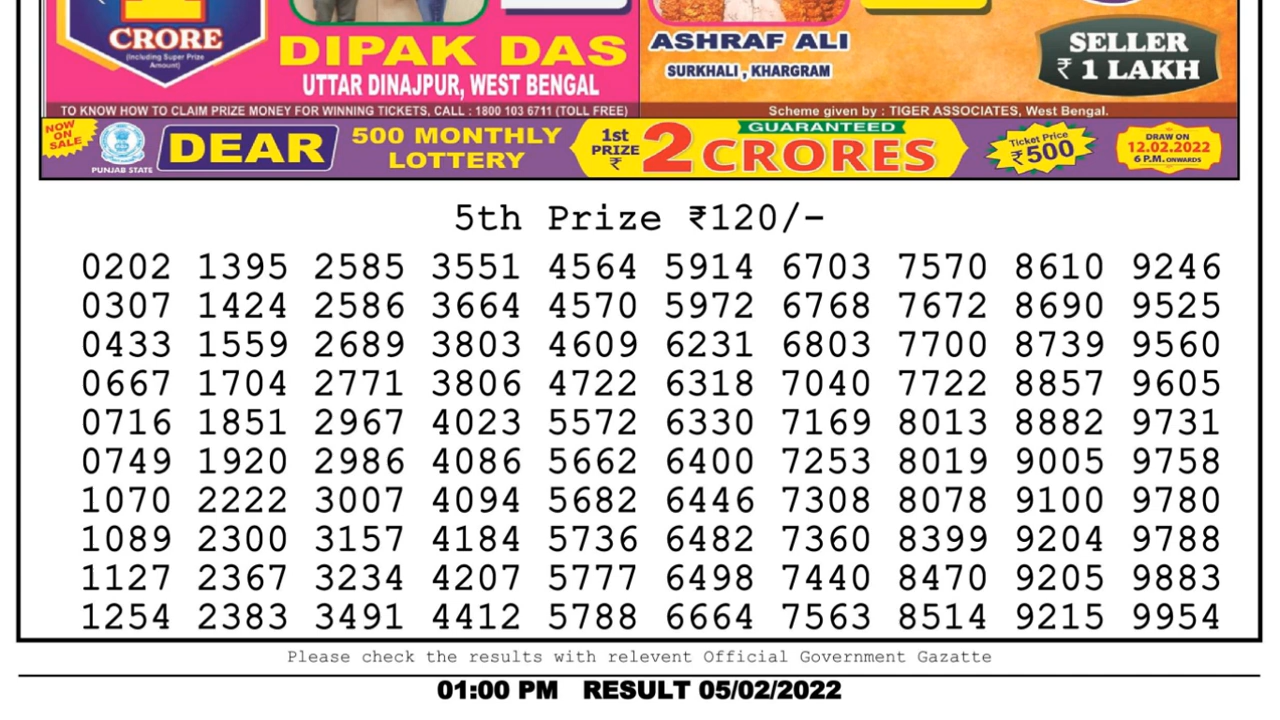 1
CRORE
(Including Super Prize
Amount)
DIPAK DAS
UTTAR DINAJPUR, WEST BENGAL
ASHRAF ALI
SURKHALI , KHARGRAM
SELLER
₹ 1 LAKH
TO KNOW HOW TO CLAIM PRIZE MONEY FOR WINNING TICKETS, CALL : 1800 103 6711 (TOLL FREE)
Scheme given by : TIGER ASSOCIATES, West Bengal.
NOW
ON
SALE
PUNJAB STATE
DEAR
500 MONTHLY
LOTTERY
1st
PRIZE
₹
GUARANTEED
2 CRORES
Ticket Price
₹500
DRAW ON
12.02.2022
6 P.M. ONWARDS
5th Prize ₹120/-
0202 1395 2585 3551 4564 5914 6703 7570 8610 9246
0307 1424 2586 3664 4570 5972 6768 7672 8690 9525
0433 1559 2689 3803 4609 6231 6803 7700 8739 9560
0667 1704 2771 3806 4722 6318 7040 7722 8857 9605
0716 1851 2967 4023 5572 6330 7169 8013 8882 9731
0749 1920 2986 4086 5662 6400 7253 8019 9005 9758
1070 2222 3007 4094 5682 6446 7308 8078 9100 9780
1089 2300 3157 4184 5736 6482 7360 8399 9204 9788
1127 2367 3234 4207 5777 6498 7440 8470 9205 9883
1254 2383 3491 4412 5788 6664 7563 8514 9215 9954
Please check the results with relevent Official Government Gazatte
01:00 PM RESULT 05/02/2022